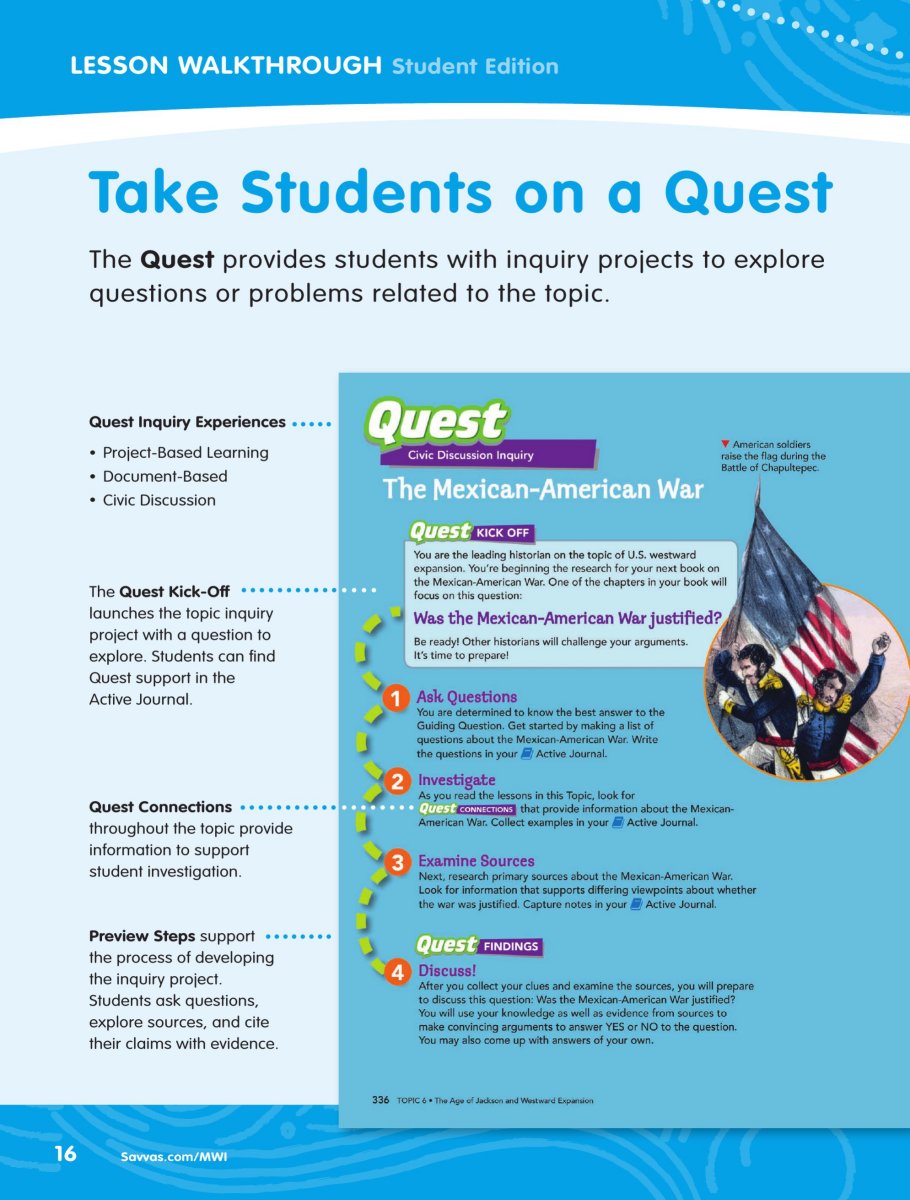 LESSON WALKTHROUGH Student Edition
Take Students on a Quest
The Quest provides students with inquiry projects to explore
questions or problems related to the topic.
Quest Inquiry Experiences
• Project-Based Learning
• Document-Based
• Civic Discussion
The Quest Kick-Off
launches the topic inquiry
project with a question to
explore. Students can find
Quest support in the
Active Journal.
Quest Connections
throughout the topic provide
information to support
student investigation.
Preview Steps support
the process of developing
the inquiry project.
Students ask questions,
explore sources, and cite
their claims with evidence.
Quest
Civic Discussion Inquiry
The Mexican-American War
▼ American soldiers
raise the flag during the
Battle of Chapultepec.
Quest KICK OFF
You are the leading historian on the topic of U.S. westward
expansion. You're beginning the research for your next book on
the Mexican-American War. One of the chapters in your book will
focus on this question:
Was the Mexican-American War justified?
Be ready! Other historians will challenge your arguments.
It's time to prepare!
1 Ask Questions
You are determined to know the best answer to the
Guiding Question. Get started by making a list of
questions about the Mexican-American War. Write
the questions in your Active Journal.
2 Investigate
As you read the lessons in this Topic, look for
Quest CONNECTIONS that provide information about the Mexican-
American War. Collect examples in your Active Journal.
3 Examine Sources
Next, research primary sources about the Mexican-American War.
Look for information that supports differing viewpoints about whether
the war was justified. Capture notes in your Active Journal.
Quest FINDINGS
4 Discuss!
After you collect your clues and examine the sources, you will prepare
to discuss this question: Was the Mexican-American War justified?
You will use your knowledge as well as evidence from sources to
make convincing arguments to answer YES or NO to the question.
You may also come up with answers of your own.
336 TOPIC 6 • The Age of Jackson and Westward Expansion
16 Savvas.com/MWI